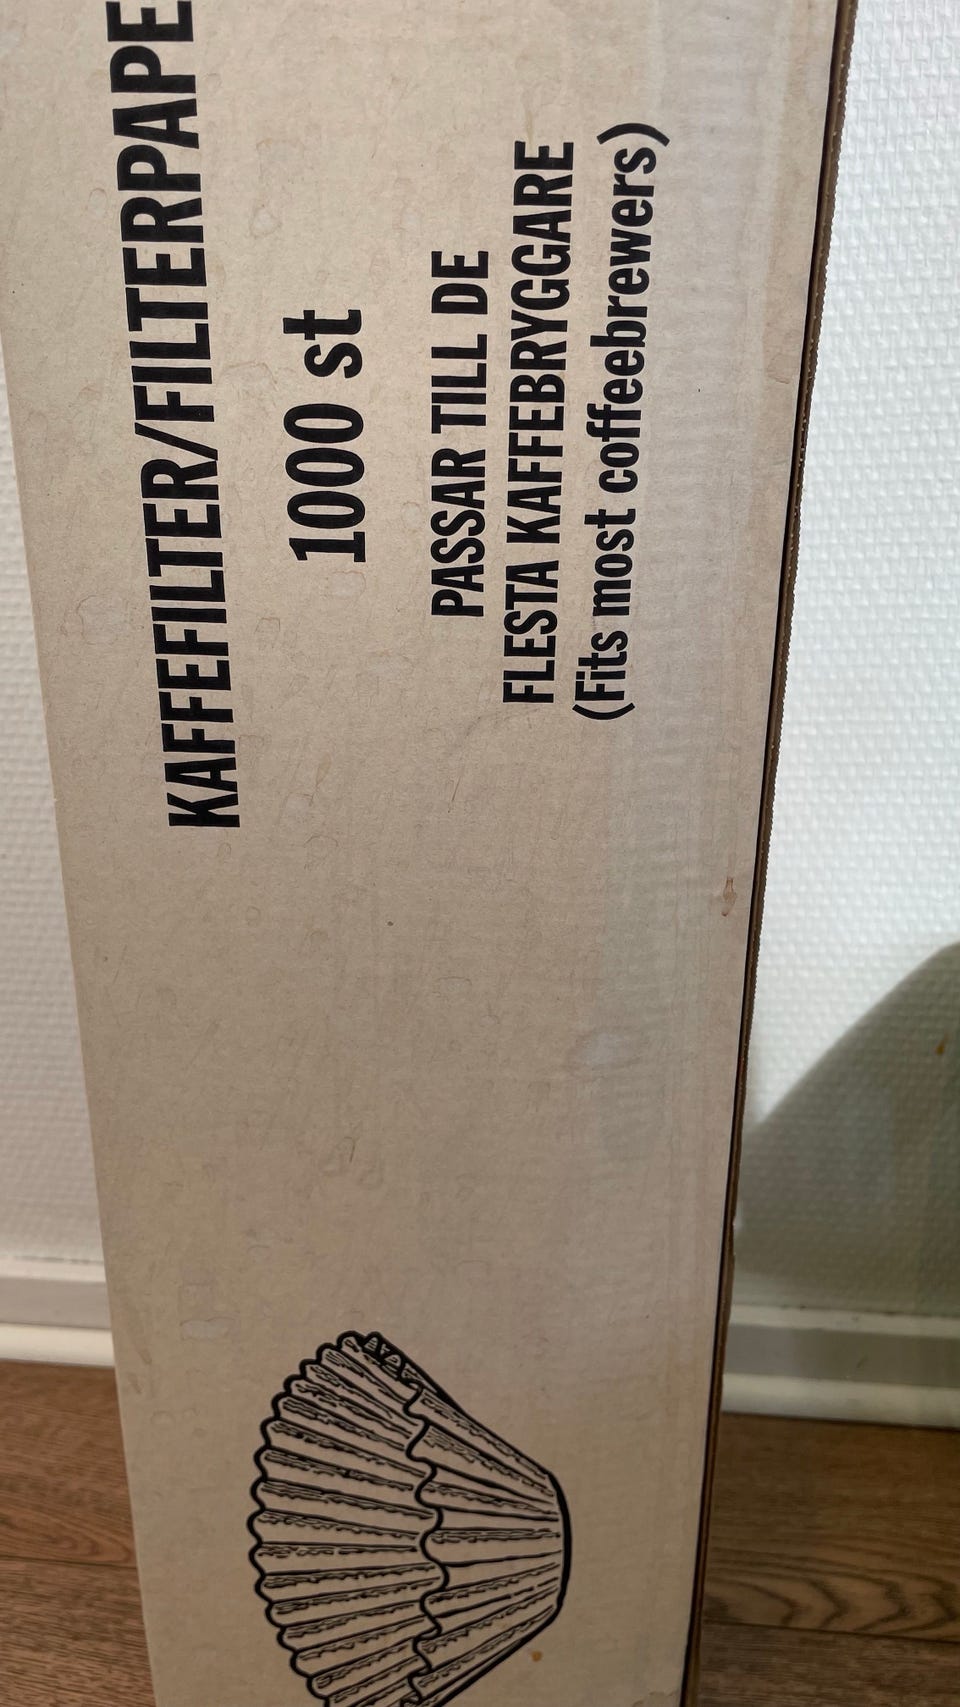 KAFFEFILTER/FILTERPAPE
1000 st
PASSAR TILL DE
FLESTA KAFFEBRYGGARE
(Fits most coffeebrewers)